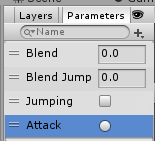 Layers Parameters
Name
Blend 0.0
Blend Jump 0.0
Jumping
Attack